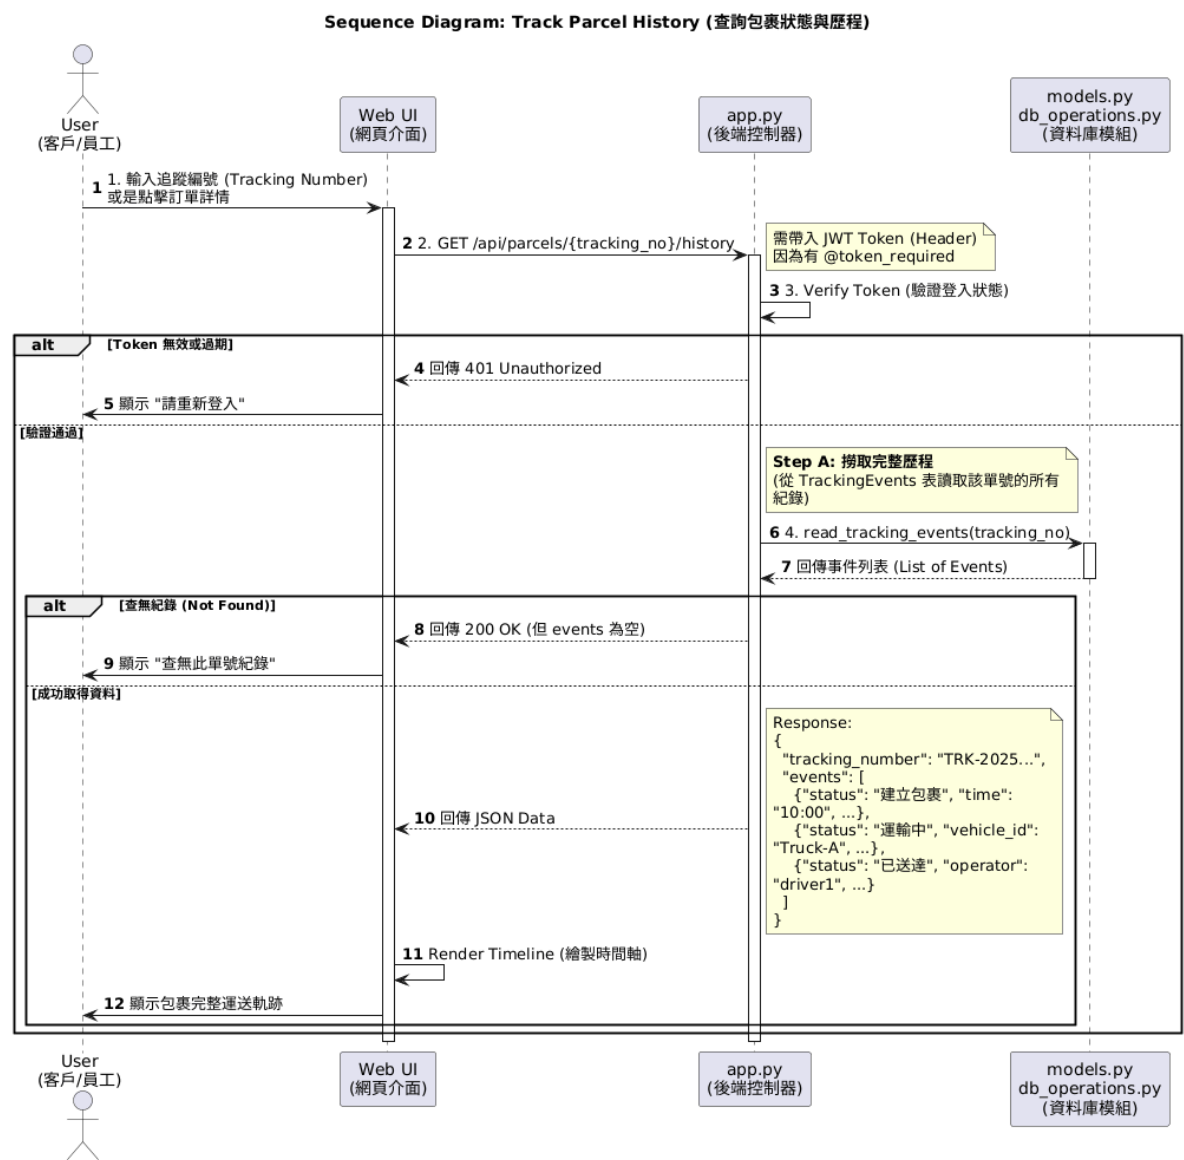 Sequence Diagram: Track Parcel History (查詢包裹狀態與歷程)
User
(客戶/員工)
Web UI
(網頁介面)
app.py
(後端控制器)
models.py
db_operations.py
(資料庫模組)
1 1. 輸入追蹤編號 (Tracking Number)
或是點擊訂單詳情
2 2. GET /api/parcels/{tracking_no}/history
需帶入 JWT Token (Header)
因為有 @token_required
3 3. Verify Token (驗證登入狀態)
alt [Token 無效或過期]
4 回傳 401 Unauthorized
5 顯示 "請重新登入"
[驗證通過]
Step A: 撈取完整歷程
(從 TrackingEvents 表讀取該單號的所有
紀錄)
6 4. read_tracking_events(tracking_no)
7 回傳事件列表 (List of Events)
alt [查無紀錄 (Not Found)]
8 回傳 200 OK (但 events 為空)
9 顯示 "查無此單號紀錄"
[成功取得資料]
Response:
{
"tracking_number": "TRK-2025...",
"events": [
{"status": "建立包裹", "time":
"10:00", ...},
{"status": "運輸中", "vehicle_id":
"Truck-A", ...},
{"status": "已送達", "operator":
"driver1", ...}
]
}
10 回傳 JSON Data
11 Render Timeline (繪製時間軸)
12 顯示包裹完整運送軌跡
User
(客戶/員工)
Web UI
(網頁介面)
app.py
(後端控制器)
models.py
db_operations.py
(資料庫模組)